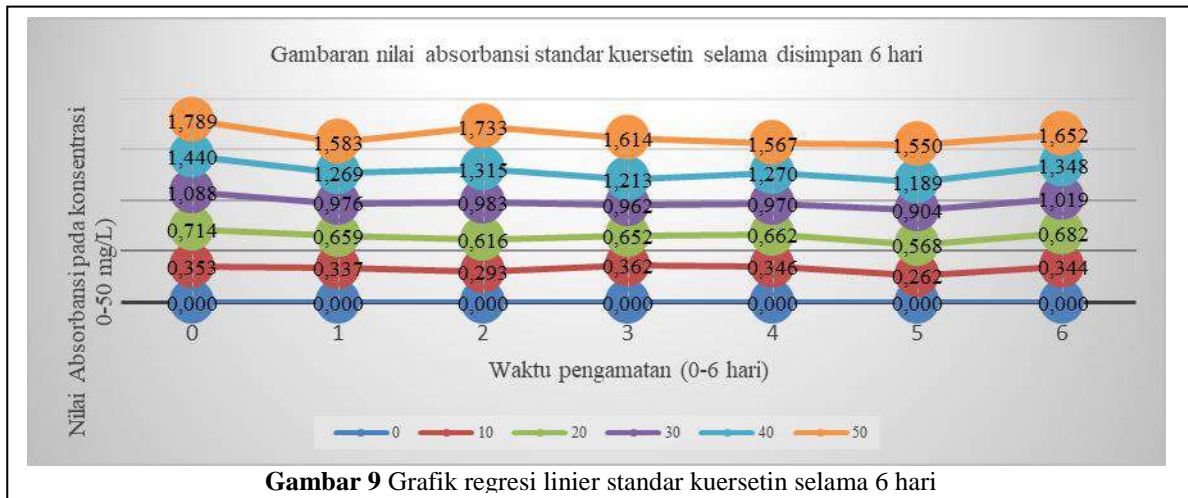 Gambaran nilai absorbansi standar kuersetin selama disimpan 6 hari
Nilai Absorbansi pada konsentrasi
0-50 mg/L)
1,789 1,583 1,733 1,614 1,567 1,550 1,652
1,440 1,269 1,315 1,213 1,270 1,189 1,348
1,088 0,976 0,983 0,962 0,970 0,904 1,019
0,714 0,659 0,616 0,652 0,662 0,568 0,682
0,353 0,337 0,293 0,362 0,346 0,262 0,344
0,000 0,000 0,000 0,000 0,000 0,000 0,000
0 1 2 3 4 5 6
Waktu pengamatan (0-6 hari)
0 10 20 30 40 50
Gambar 9 Grafik regresi linier standar kuersetin selama 6 hari